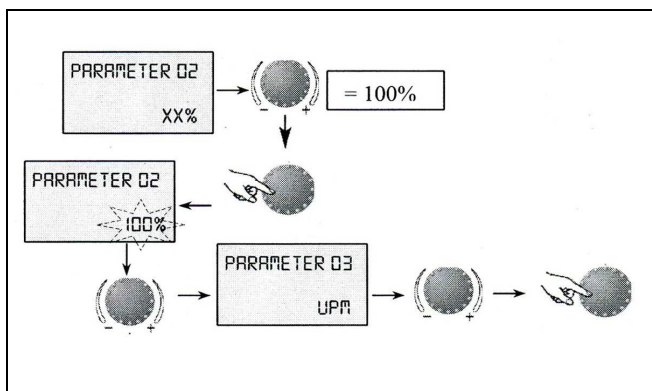 PARAMETER 02
XX%
- +
= 100%
PARAMETER 02
100%
- +
PARAMETER 03
UPM
- +